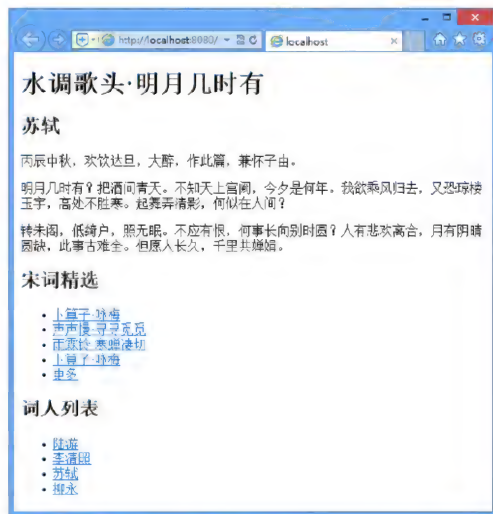 http://localhost:8080/
localhost
水调歌头·明月几时有
苏轼
丙辰中秋，欢饮达旦，大醉，作此篇，兼怀子由。
明月几时有？把酒问青天。不知天上宫阙，今夕是何年。我欲乘风归去，又恐琼楼
玉宇，高处不胜寒。起舞弄清影，何似在人间？
转朱阁，低绮户，照无眠。不应有恨，何事长向别时圆？人有悲欢离合，月有阴晴
圆缺，此事古难全。但愿人长久，千里共婵娟。
宋词精选
卜算子·咏梅
声声慢·寻寻觅觅
雨霖铃·寒蝉凄切
卜算子·咏梅
更多
词人列表
陆游
李清照
苏轼
柳永